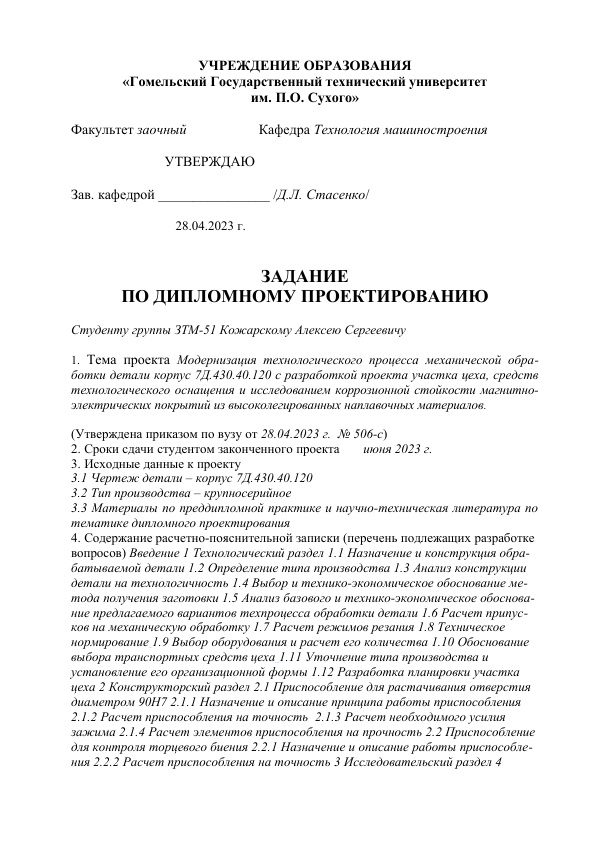 УЧРЕЖДЕНИЕ ОБРАЗОВАНИЯ
«Гомельский Государственный технический университет
им. П.О. Сухого»
Факультет заочный Кафедра Технология машиностроения
УТВЕРЖДАЮ
Зав. кафедрой ________________ /Д.Л. Стасенко/
28.04.2023 г.
ЗАДАНИЕ
ПО ДИПЛОМНОМУ ПРОЕКТИРОВАНИЮ
Студенту группы ЗТМ-51 Кожарскому Алексею Сергеевичу
1. Тема проекта Модернизация технологического процесса механической обра-
ботки детали корпус 7Д.430.40.120 с разработкой проекта участка цеха, средств
технологического оснащения и исследованием коррозионной стойкости магнитно-
электрических покрытий из высоколегированных наплавочных материалов.
(Утверждена приказом по вузу от 28.04.2023 г. № 506-с)
2. Сроки сдачи студентом законченного проекта июня 2023 г.
3. Исходные данные к проекту
3.1 Чертеж детали – корпус 7Д.430.40.120
3.2 Тип производства – крупносерийное
3.3 Материалы по преддипломной практике и научно-техническая литература по
тематике дипломного проектирования
4. Содержание расчетно-пояснительной записки (перечень подлежащих разработке
вопросов) Введение 1 Технологический раздел 1.1 Назначение и конструкция обра-
батываемой детали 1.2 Определение типа производства 1.3 Анализ конструкции
детали на технологичность 1.4 Выбор и технико-экономическое обоснование ме-
тода получения заготовки 1.5 Анализ базового и технико-экономическое обоснова-
ние предлагаемого вариантов техпроцесса обработки детали 1.6 Расчет припус-
ков на механическую обработку 1.7 Расчет режимов резания 1.8 Техническое
нормирование 1.9 Выбор оборудования и расчет его количества 1.10 Обоснование
выбора транспортных средств цеха 1.11 Уточнение типа производства и
установление его организационной формы 1.12 Разработка планировки участка
цеха 2 Конструкторский раздел 2.1 Приспособление для растачивания отверстия
диаметром 90Н7 2.1.1 Назначение и описание принципа работы приспособления
2.1.2 Расчет приспособления на точность 2.1.3 Расчет необходимого усилия
зажима 2.1.4 Расчет элементов приспособления на прочность 2.2 Приспособление
для контроля торцевого биения 2.2.1 Назначение и описание работы приспособле-
ния 2.2.2 Расчет приспособления на точность 3 Исследовательский раздел 4